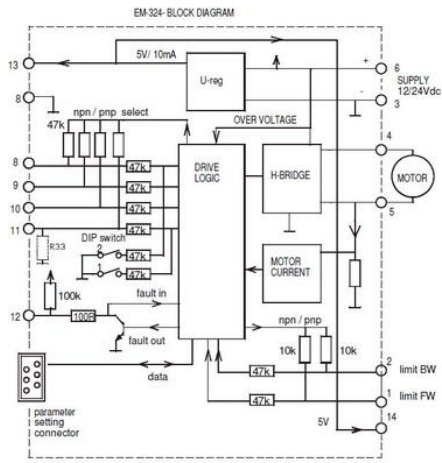 EM-324- BLOCK DIAGRAM
5V/ 10mA
13
U-reg
+
6
SUPPLY
12/24Vdc
-
3
8
npn / pnp select
47k
OVER VOLTAGE
4
8
47k
9
47k
10
47k
11
47k
DRIVE
LOGIC
H-BRIDGE
MOTOR
5
R33
DIP switch
2
47k
1
47k
MOTOR
CURRENT
100k
fault in
12
100R
fault out
npn / pnp
10k
10k
data
47k
2
limit BW
47k
1
limit FW
parameter
setting
connector
5V
14